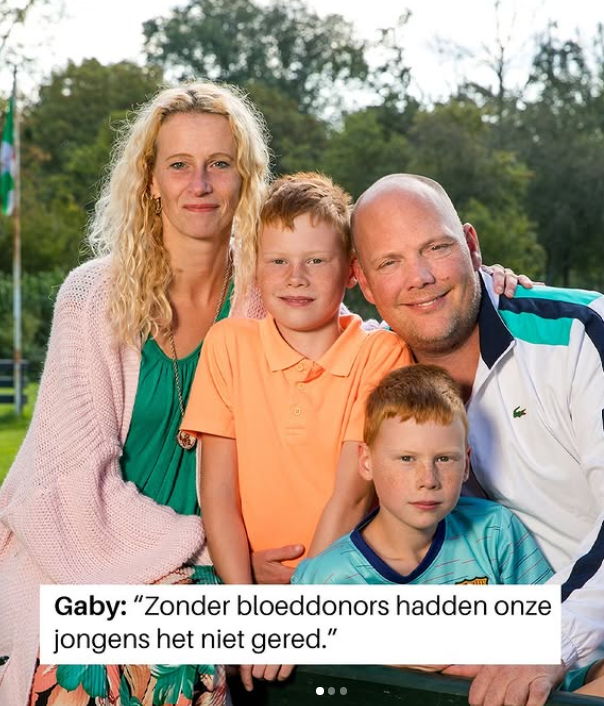 Gaby: “Zonder bloeddonors hadden onze
jongens het niet gered.”